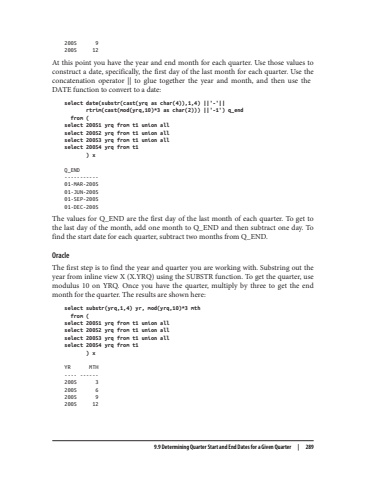 2005 9
2005 12
At this point you have the year and end month for each quarter. Use those values to
construct a date, specifically, the first day of the last month for each quarter. Use the
concatenation operator || to glue together the year and month, and then use the
DATE function to convert to a date:
select date(substr(cast(yrq as char(4)),1,4) ||'-'||
rtrim(cast(mod(yrq,10)*3 as char(2))) ||'-1') q_end
from (
select 20051 yrq from t1 union all
select 20052 yrq from t1 union all
select 20053 yrq from t1 union all
select 20054 yrq from t1
) x
Q_END
-----------
01-MAR-2005
01-JUN-2005
01-SEP-2005
01-DEC-2005
The values for Q_END are the first day of the last month of each quarter. To get to
the last day of the month, add one month to Q_END and then subtract one day. To
find the start date for each quarter, subtract two months from Q_END.
Oracle
The first step is to find the year and quarter you are working with. Substring out the
year from inline view X (X.YRQ) using the SUBSTR function. To get the quarter, use
modulus 10 on YRQ. Once you have the quarter, multiply by three to get the end
month for the quarter. The results are shown here:
select substr(yrq,1,4) yr, mod(yrq,10)*3 mth
from (
select 20051 yrq from t1 union all
select 20052 yrq from t1 union all
select 20053 yrq from t1 union all
select 20054 yrq from t1
) x
YR MTH
---- ------
2005 3
2005 6
2005 9
2005 12
9.9 Determining Quarter Start and End Dates for a Given Quarter | 289